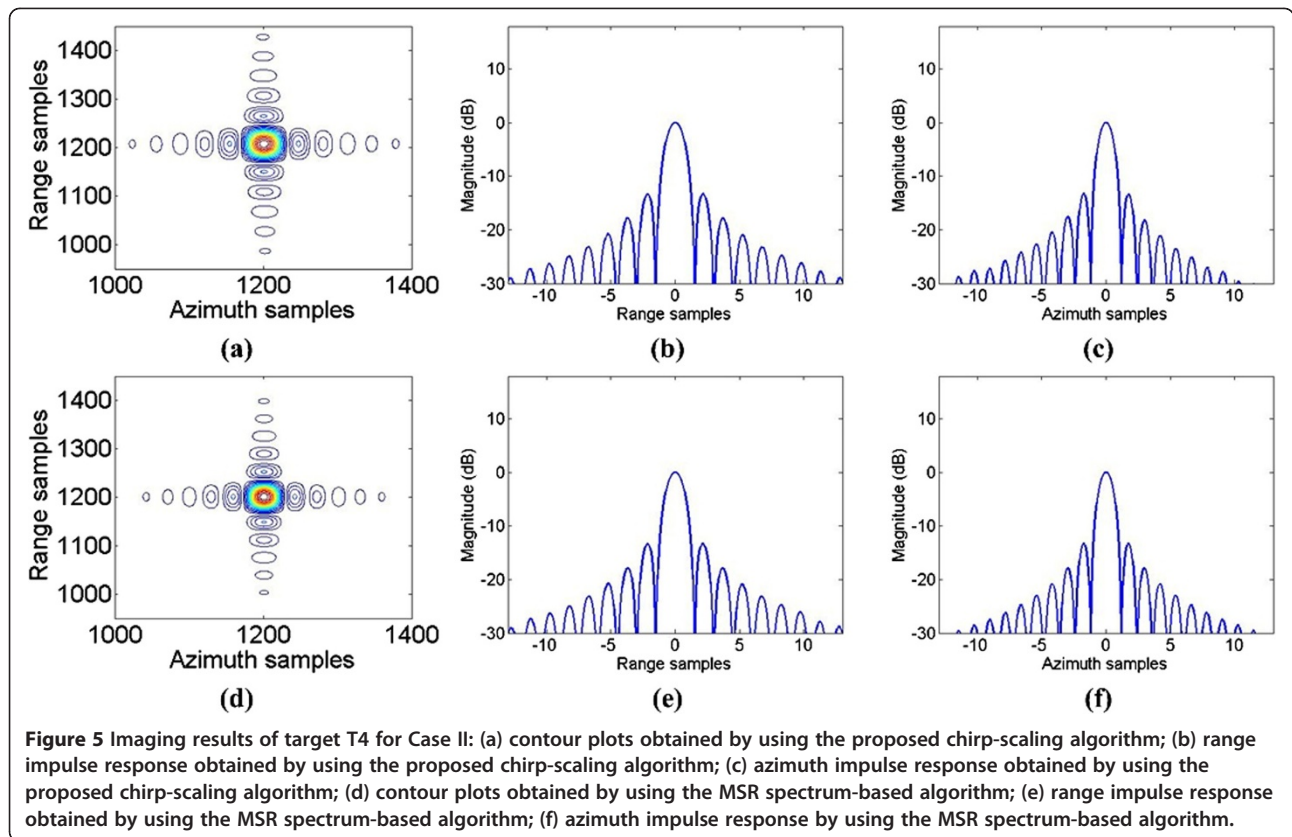 1400
1300
1200
1100
1000
Range samples
1000 1200 1400
Azimuth samples
(a)
10
0
-10
-20
-30
Magnitude (dB)
-10 -5 0 5 10
Range samples
(b)
10
0
-10
-20
-30
Magnitude (dB)
-10 -5 0 5 10
Azimuth samples
(c)
1400
1300
1200
1100
1000
Range samples
1000 1200 1400
Azimuth samples
(d)
10
0
-10
-20
-30
Magnitude (dB)
-10 -5 0 5 10
Range samples
(e)
10
0
-10
-20
-30
Magnitude (dB)
-10 -5 0 5 10
Azimuth samples
(f)
Figure 5 Imaging results of target T4 for Case II: (a) contour plots obtained by using the proposed chirp-scaling algorithm; (b) range
impulse response obtained by using the proposed chirp-scaling algorithm; (c) azimuth impulse response obtained by using the
proposed chirp-scaling algorithm; (d) contour plots obtained by using the MSR spectrum-based algorithm; (e) range impulse response
obtained by using the MSR spectrum-based algorithm; (f) azimuth impulse response by using the MSR spectrum-based algorithm.